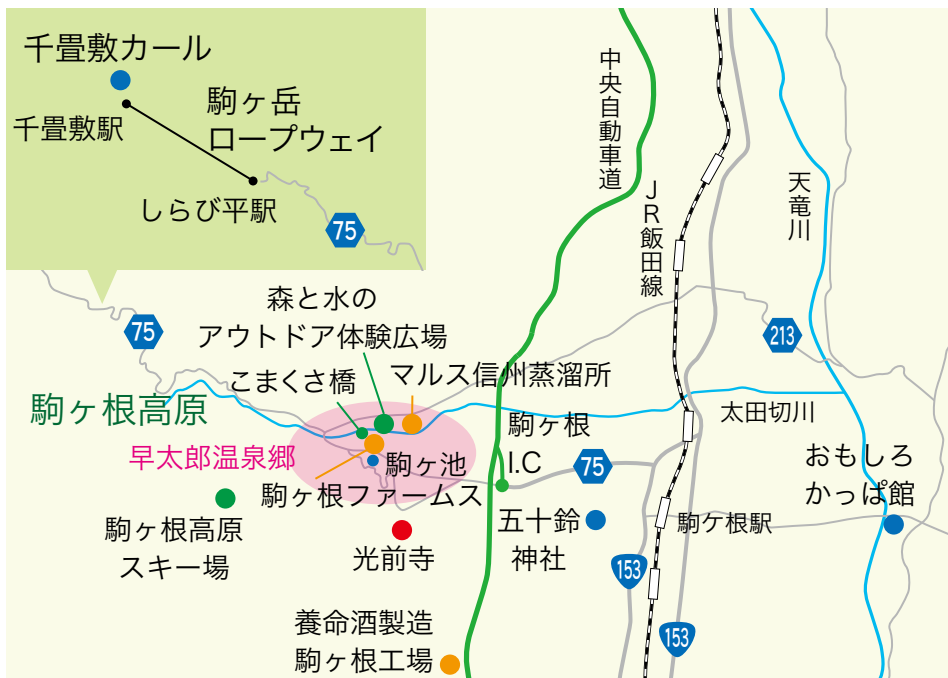 千畳敷カール
千畳敷駅
駒ヶ岳
ロープウェイ
しらび平駅
75
中央自動車道
JR飯田線
天竜川
75
森と水の
アウトドア体験広場
213
こまくさ橋
マルス信州蒸溜所
駒ヶ根高原
太田切川
早太郎温泉郷
駒ヶ池
駒ヶ根ファームス
駒ヶ根
I.C
75
おもしろ
かっぱ館
駒ヶ根高原
スキー場
光前寺
五十鈴
神社
駒ケ根駅
153
養命酒製造
駒ヶ根工場
153